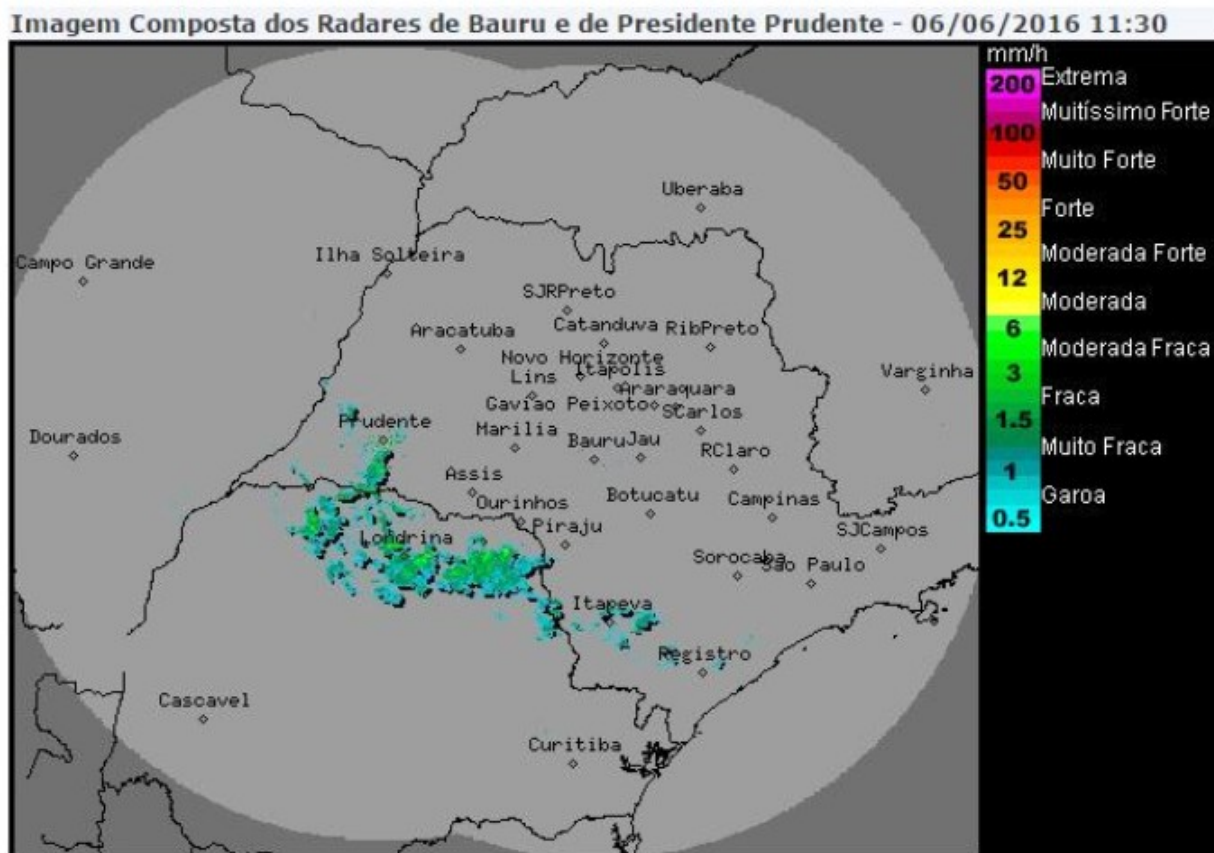 Imagem Composta dos Radares de Bauru e de Presidente Prudente - 06/06/2016 11:30
mm/h
200 Extrema
Muitíssimo Forte
100
Muito Forte
50
Forte
25
Moderada Forte
12
Moderada
6
Moderada Fraca
3
Fraca
1.5
Muito Fraca
1
Garoa
0.5
Uberaba
Campo Grande
Ilha Solteira
SJRPreto
Aracatuba
Catanduva
RibPreto
Novo Horizonte
Itapolis
Lins
Araraquara
Varginha
Gaviao Peixoto
SCarlos
Prudente
Dourados
Marilia
Bauru
Jau
RClaro
Assis
Ourinhos
Botucatu
Campinas
Piraju
Londrina
SJCampos
Sorocaba
Sao Paulo
Itapeva
Registro
Cascavel
Curitiba